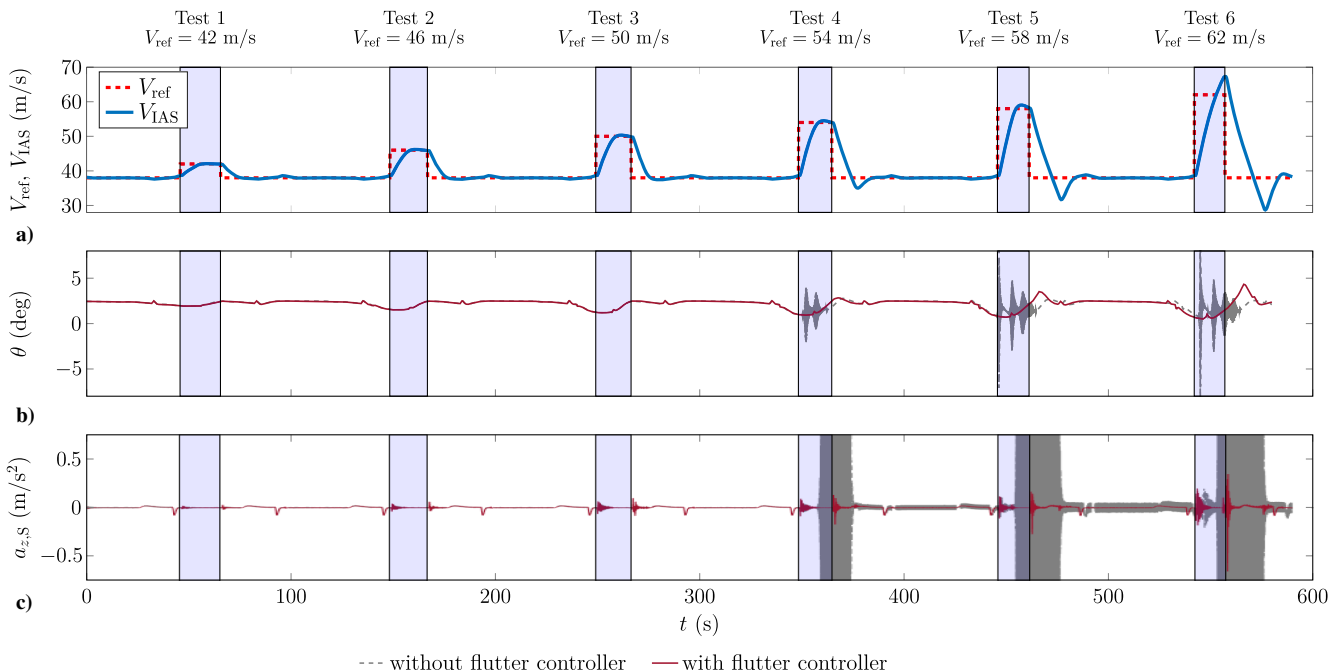 Test 1 Test 2 Test 3 Test 4 Test 5 Test 6
V_ref = 42 m/s V_ref = 46 m/s V_ref = 50 m/s V_ref = 54 m/s V_ref = 58 m/s V_ref = 62 m/s
V_ref, V_IAS (m/s)
70
60
50
40
30
V_ref
V_IAS
a)
θ (deg)
5
0
−5
b)
a_z,S (m/s²)
0.5
0
−0.5
c)
0 100 200 300 400 500 600
t (s)
without flutter controller with flutter controller